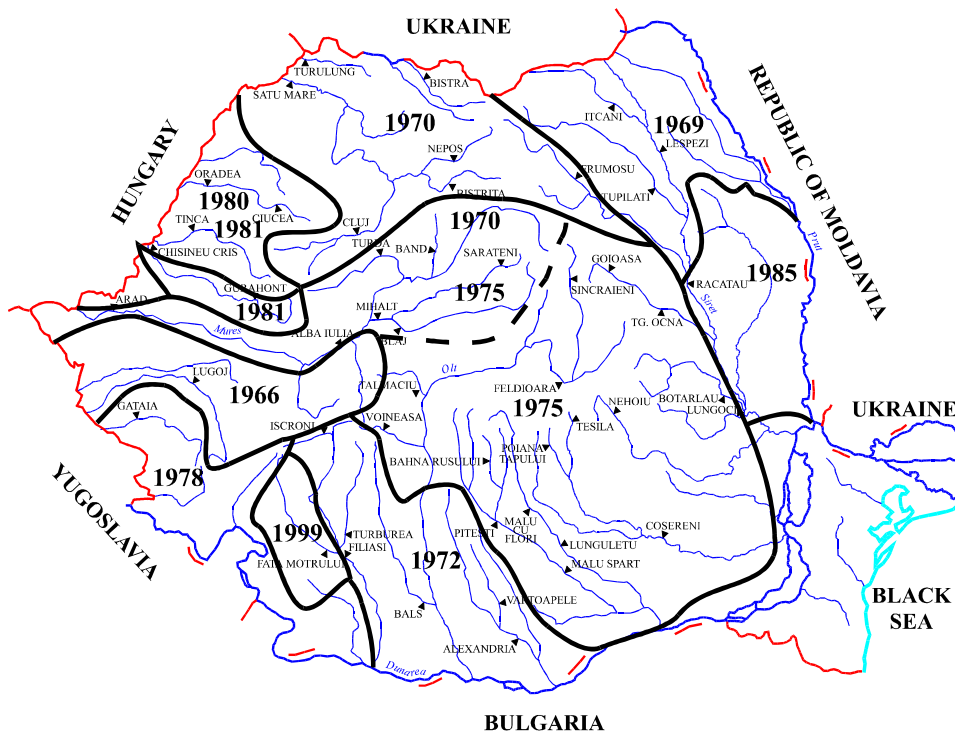 UKRAINE
TURULUNG
BISTRA
SATU MARE
REPUBLIC OF MOLDAVIA
ITCANI
1970
1969
LESPEZI
HUNGARY
NEPOS
ORADEA
FRUMOSU
BISTRITA
TUPILATI
1980
CIUCEA
TINCA
1981
CLUJ
1970
Prut
TURDA
BAND
CHISINEU CRIS
SARATENI
GOIOASA
1985
GURAHONT
SINCRAIENI
RACATAU
1975
ARAD
1981
MIHALT
Siret
TG. OCNA
Mures
ALBA IULIA
BLAJ
LUGOJ
Olt
TALMACIU
FELDIOARA
1966
BOTARLAU
LUNGOCI
NEHOIU
1975
GATAIA
VOINEASA
UKRAINE
ISCRONI
TESILA
POIANA
TAPULUI
BAHNA RUSULUI
1978
YUGOSLAVIA
MALU
CU
FLORI
PITESTI
COSERENI
1999
TURBUREA
FILIASI
LUNGULETU
FATA MOTRULUI
1972
MALU SPART
BLACK
SEA
VARTOAPELE
BALS
ALEXANDRIA
Dunarea
BULGARIA